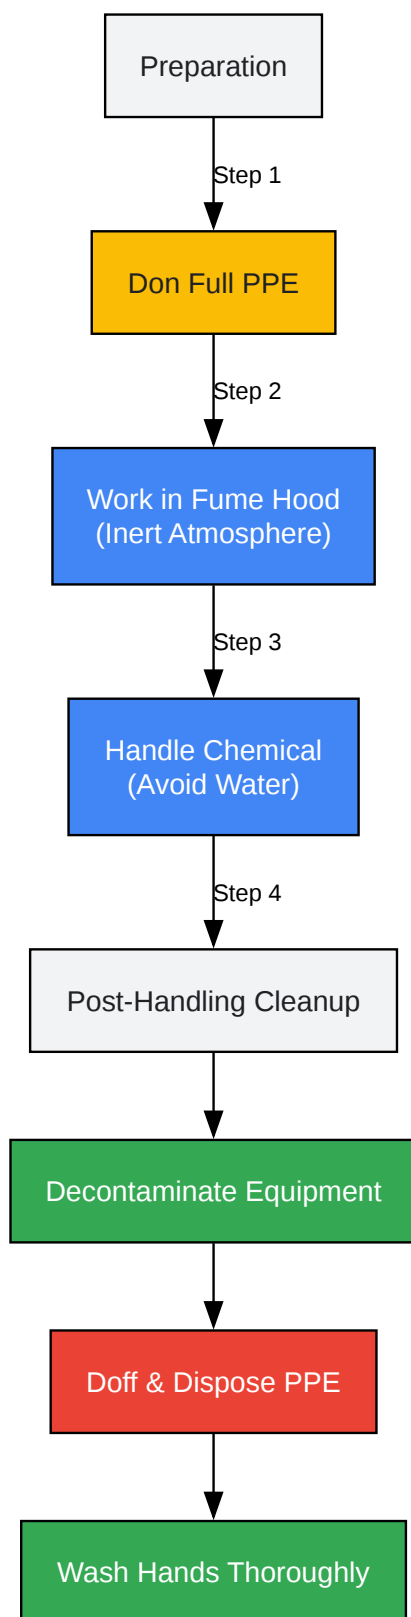 Preparation
Step 1
Don Full PPE
Step 2
Work in Fume Hood
(Inert Atmosphere)
Step 3
Handle Chemical
(Avoid Water)
Step 4
Post-Handling Cleanup
Decontaminate Equipment
Doff & Dispose PPE
Wash Hands Thoroughly